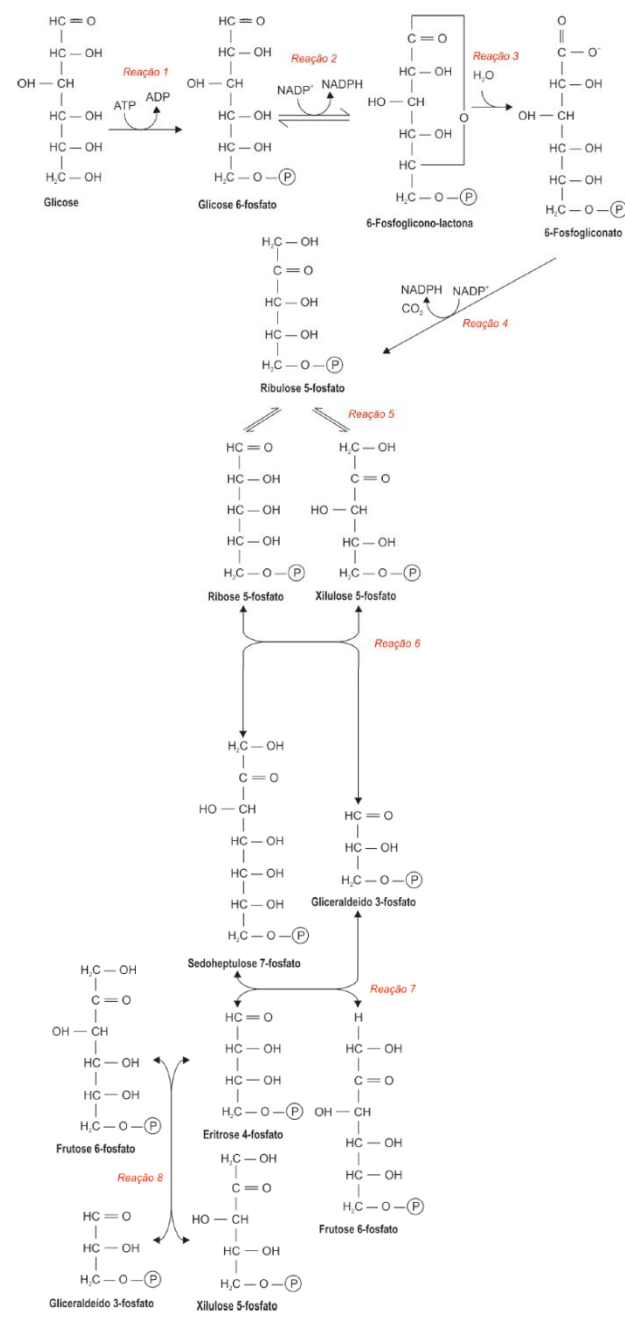 HC = O
HC — OH
OH — CH
HC — OH
HC — OH
H₂C — OH
Glicose
Reação 1
ATP
ADP
HC = O
HC — OH
OH — CH
HC — OH
HC — OH
H₂C — O — P
Glicose 6-fosfato
Reação 2
NADP⁺
NADPH
C = O
HC — OH
HO — CH
HC — OH
HC
O
H₂C — O — P
6-Fosfoglicono-lactona
Reação 3
H₂O
O
C — O⁻
HC — OH
OH — CH
HC — OH
HC — OH
H₂C — O — P
6-Fosfogliconato
NADPH
NADP⁺
CO₂
Reação 4
H₂C — OH
C = O
HC — OH
HC — OH
H₂C — O — P
Ribulose 5-fosfato
Reação 5
HC = O
HC — OH
HC — OH
HC — OH
H₂C — O — P
Ribose 5-fosfato
H₂C — OH
C = O
HO — CH
HC — OH
H₂C — O — P
Xilulose 5-fosfato
Reação 6
H₂C — OH
C = O
HO — CH
HC — OH
HC — OH
HC — OH
H₂C — O — P
Sedoheptulose 7-fosfato
HC = O
HC — OH
H₂C — O — P
Gliceraldeído 3-fosfato
Reação 7
H₂C — OH
C = O
OH — CH
HC — OH
HC — OH
H₂C — O — P
Frutose 6-fosfato
HC = O
HC — OH
HC — OH
H₂C — O — P
Eritrose 4-fosfato
H
HC — OH
C = O
OH — CH
HC — OH
HC — OH
H₂C — O — P
Frutose 6-fosfato
Reação 8
HC = O
HC — OH
H₂C — O — P
Gliceraldeído 3-fosfato
H₂C — OH
C = O
HO — CH
HC — OH
H₂C — O — P
Xilulose 5-fosfato